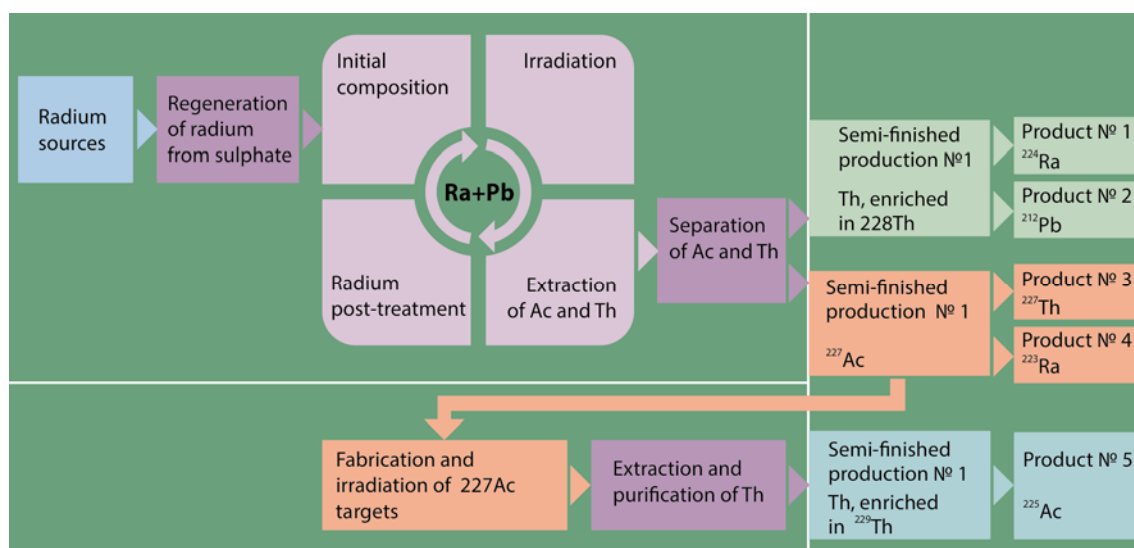 Radium
sources
Regeneration
of radium
from sulphate
Initial
composition
Irradiation
Ra+Pb
Radium
post-treatment
Extraction
of Ac and Th
Separation
of Ac and Th
Semi-finished
production №1
Th, enriched
in 228Th
Product № 1
²²⁴Ra
Product № 2
²¹²Pb
Semi-finished
production № 1
²²⁷Ac
Product № 3
²²⁷Th
Product № 4
²²³Ra
Fabrication and
irradiation of 227Ac
targets
Extraction and
purification of Th
Semi-finished
production № 1
Th, enriched
in ²²⁹Th
Product № 5
²²⁵Ac